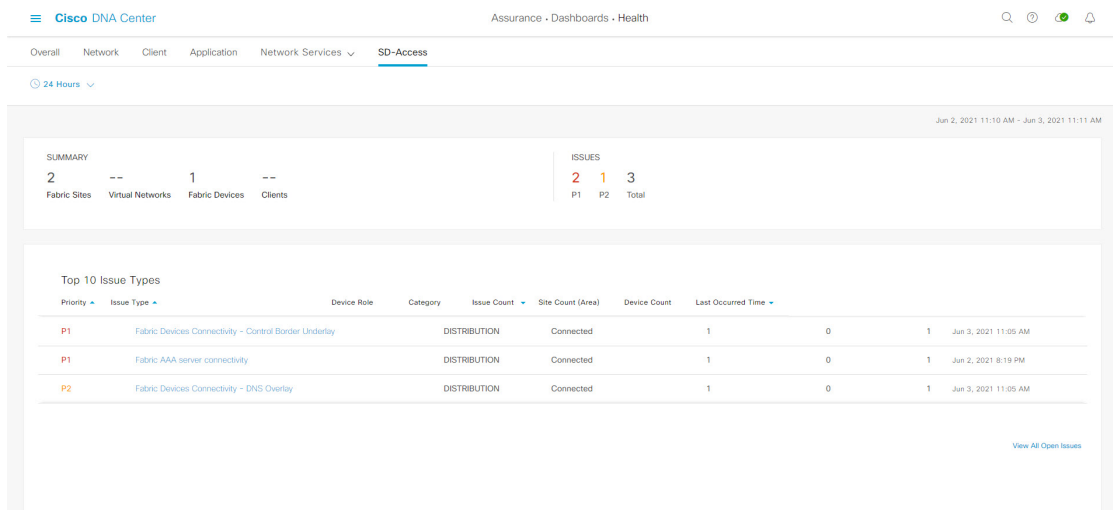 Cisco DNA Center Assurance • Dashboards • Health
Overall Network Client Application Network Services SD-Access
24 Hours
Jun 2, 2021 11:10 AM - Jun 3, 2021 11:11 AM
SUMMARY ISSUES
2 -- 1 -- 2 1 3
Fabric Sites Virtual Networks Fabric Devices Clients P1 P2 Total
Top 10 Issue Types
Priority Issue Type Device Role Category Issue Count Site Count (Area) Device Count Last Occurred Time
P1 Fabric Devices Connectivity - Control Border Underlay DISTRIBUTION Connected 1 0 1 Jun 3, 2021 11:05 AM
P1 Fabric AAA server connectivity DISTRIBUTION Connected 1 0 1 Jun 2, 2021 8:19 PM
P2 Fabric Devices Connectivity - DNS Overlay DISTRIBUTION Connected 1 0 1 Jun 3, 2021 11:05 AM
View All Open Issues